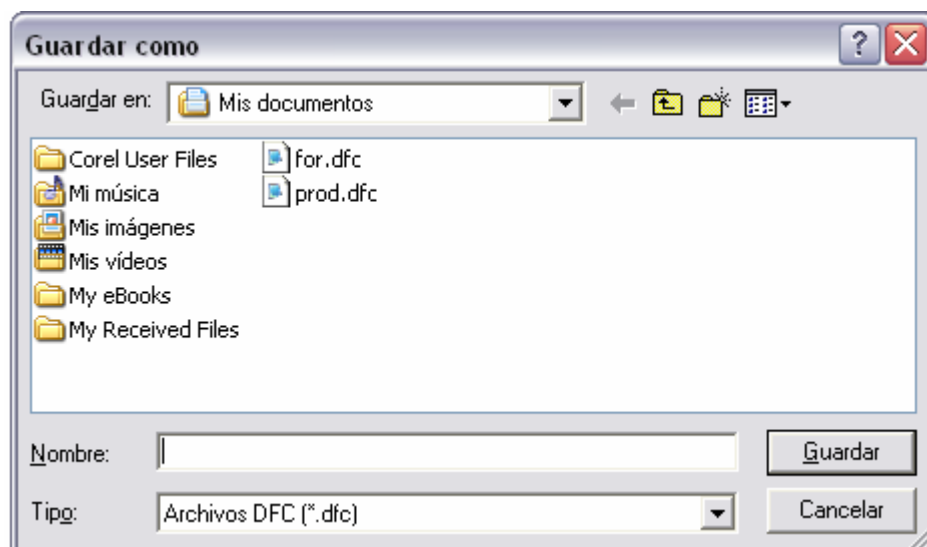 Guardar como
Guardar en: Mis documentos
Corel User Files for.dfc
Mi música prod.dfc
Mis imágenes
Mis vídeos
My eBooks
My Received Files
Nombre: Guardar
Tipo: Archivos DFC (*.dfc) Cancelar